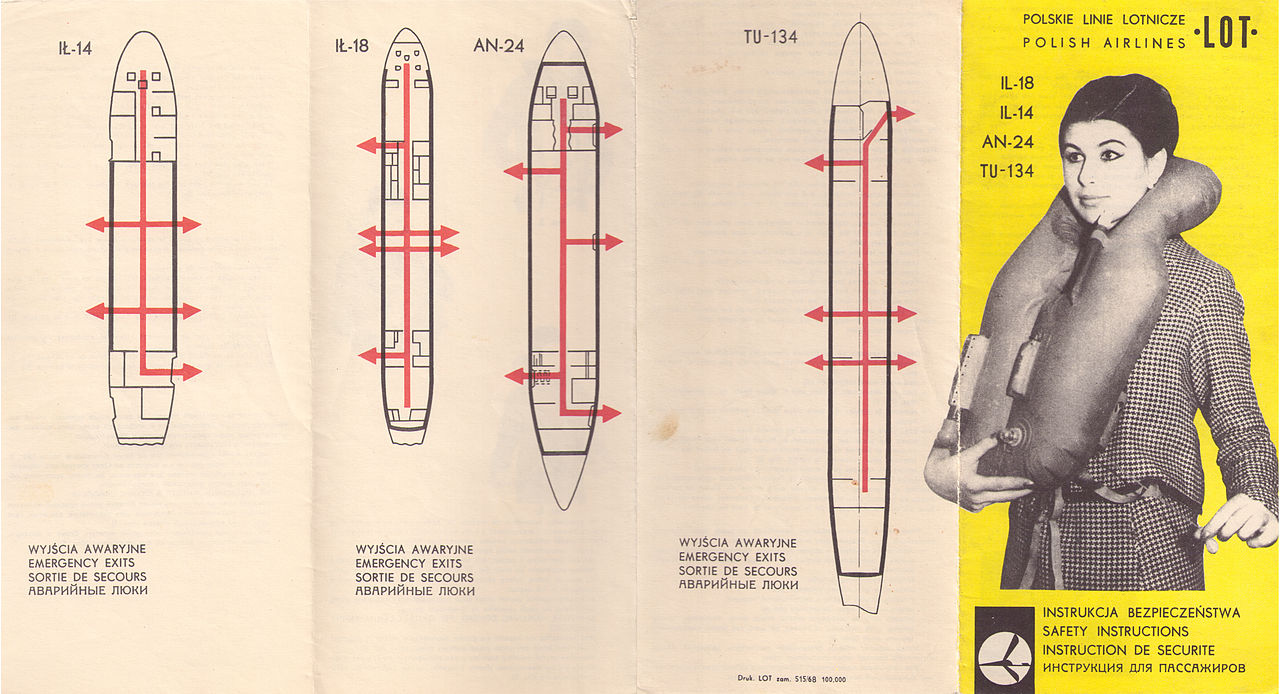 IŁ-14
WYJŚCIA AWARYJNE
EMERGENCY EXITS
SORTIE DE SECOURS
АВАРИЙНЫЕ ЛЮКИ
IŁ-18
AN-24
WYJŚCIA AWARYJNE
EMERGENCY EXITS
SORTIE DE SECOURS
АВАРИЙНЫЕ ЛЮКИ
TU-134
WYJŚCIA AWARYJNE
EMERGENCY EXITS
SORTIE DE SECOURS
АВАРИЙНЫЕ ЛЮКИ
Druk. LOT zam. 515/68 100,000
POLSKIE LINIE LOTNICZE
POLISH AIRLINES
·LOT·
IL-18
IL-14
AN-24
TU-134
INSTRUKCJA BEZPIECZEŃSTWA
SAFETY INSTRUCTIONS
INSTRUCTION DE SECURITE
ИНСТРУКЦИЯ ДЛЯ ПАССАЖИРОВ